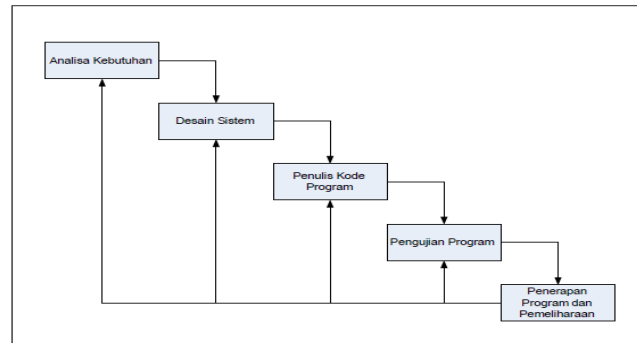 Analisa Kebutuhan
Desain Sistem
Penulis Kode
Program
Pengujian Program
Penerapan
Program dan
Pemeliharaan